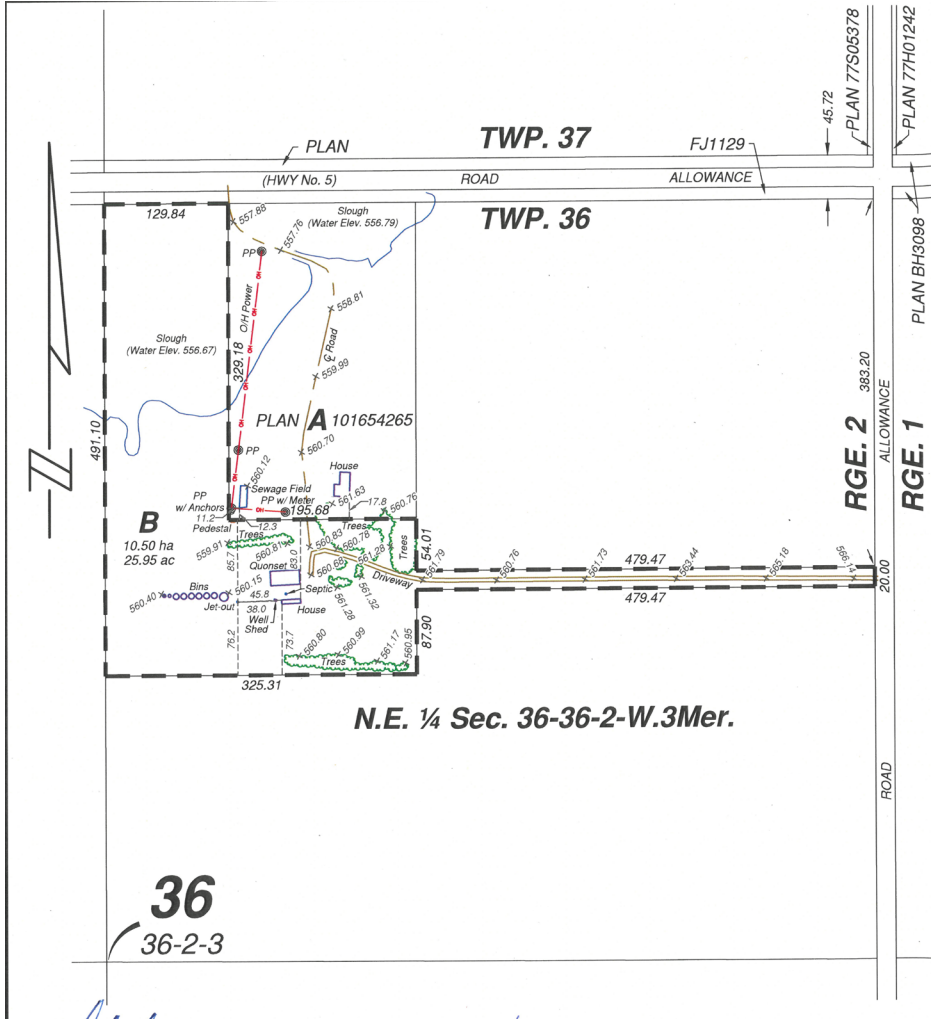 PLAN 77S05378
PLAN 77H01242
45.72
PLAN
TWP. 37
FJ1129
(HWY No. 5)
ROAD
ALLOWANCE
129.84
557.88
Slough
(Water Elev. 556.79)
TWP. 36
PLAN BH3098
557.76
PP
OH
O/H Power
558.81
Slough
(Water Elev. 556.67)
329.18
℄ Road
559.99
383.20
ALLOWANCE
PLAN
A
101654265
491.10
RGE. 2
RGE. 1
PP
560.70
560.12
House
Sewage Field
PP
w/ Anchors
PP w/ Meter
561.63
17.8
560.76
195.68
11.2
Pedestal
12.3
B
10.50 ha
25.95 ac
Trees
559.91
560.81
85.7
83.0
560.83
560.78
Trees
561.28
Trees
54.01
560.68
Quonset
Driveway
561.79
560.76
561.73
479.47
563.44
565.18
566.14
20.00
479.47
Bins
560.40
560.15
Jet-out
45.8
Septic
38.0
Well
Shed
House
561.28
561.32
76.2
73.7
560.80
560.99
561.17
560.95
Trees
87.90
325.31
N.E. ¼ Sec. 36-36-2-W.3Mer.
ROAD
36
36-2-3